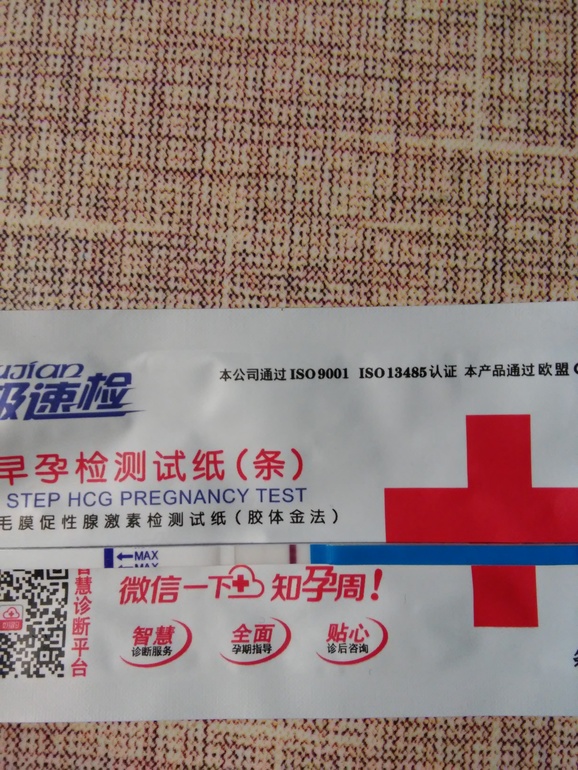 uJian
极速检
本公司通过 ISO9001 ISO13485认证 本产品通过欧盟C
早孕检测试纸(条)
STEP HCG PREGNANCY TEST
毛膜促性腺激素检测试纸(胶体金法)
MAX
MAX
智慧诊断平台
微信一下 知孕周!
智慧
诊断服务
全面
孕期指导
贴心
诊后咨询